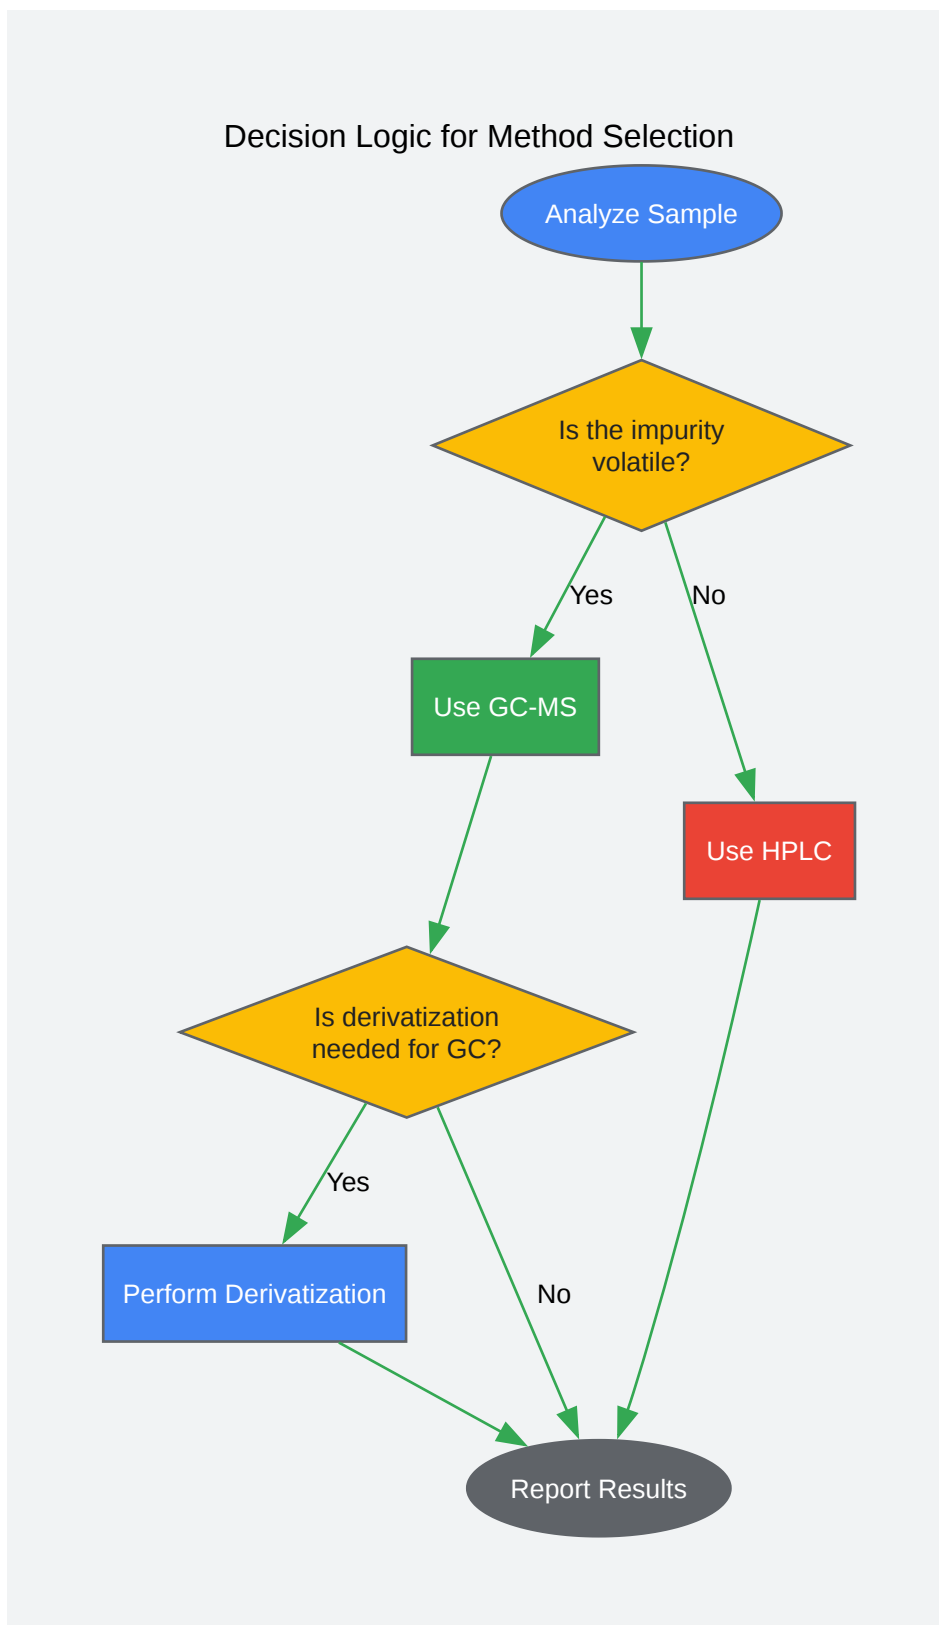 Decision Logic for Method Selection
Analyze Sample
Is the impurity
volatile?
Yes
No
Use GC-MS
Use HPLC
Is derivatization
needed for GC?
Yes
Perform Derivatization
No
Report Results